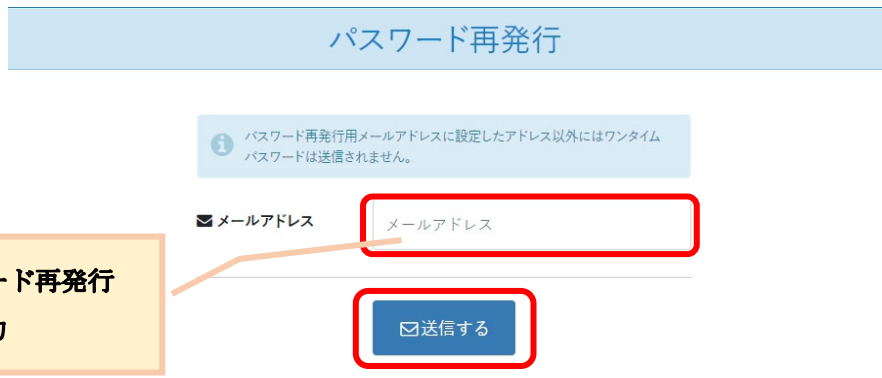 パスワード再発行
パスワード再発行用メールアドレスに設定したアドレス以外にはワンタイム
パスワードは送信されません。
メールアドレス
メールアドレス
ード再発行
送信する